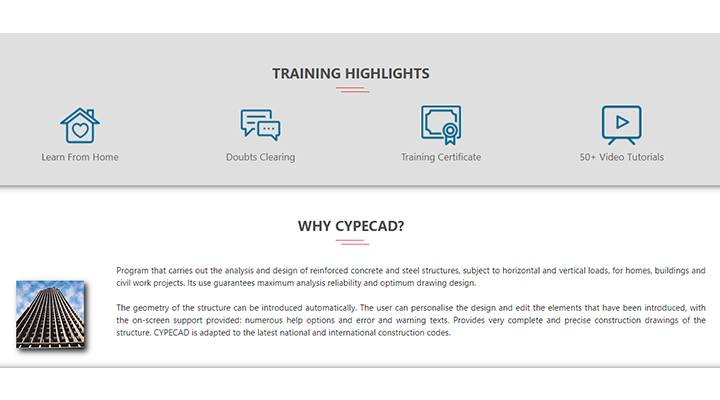 TRAINING HIGHLIGHTS
Learn From Home
Doubts Clearing
Training Certificate
50+ Video Tutorials
WHY CYPECAD?
Program that carries out the analysis and design of reinforced concrete and steel structures, subject to horizontal and vertical loads, for homes, buildings and
civil work projects. Its use guarantees maximum analysis reliability and optimum drawing design.
The geometry of the structure can be introduced automatically. The user can personalise the design and edit the elements that have been introduced, with
the on-screen support provided: numerous help options and error and warning texts. Provides very complete and precise construction drawings of the
structure. CYPECAD is adapted to the latest national and international construction codes.